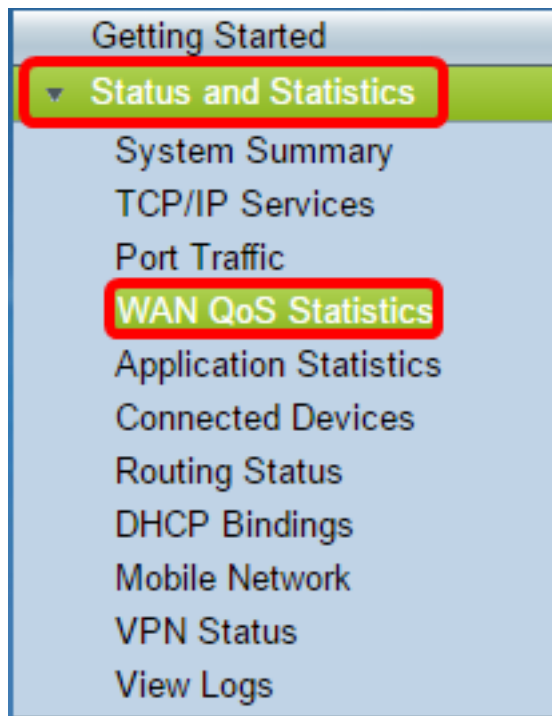 Getting Started
Status and Statistics
System Summary
TCP/IP Services
Port Traffic
WAN QoS Statistics
Application Statistics
Connected Devices
Routing Status
DHCP Bindings
Mobile Network
VPN Status
View Logs